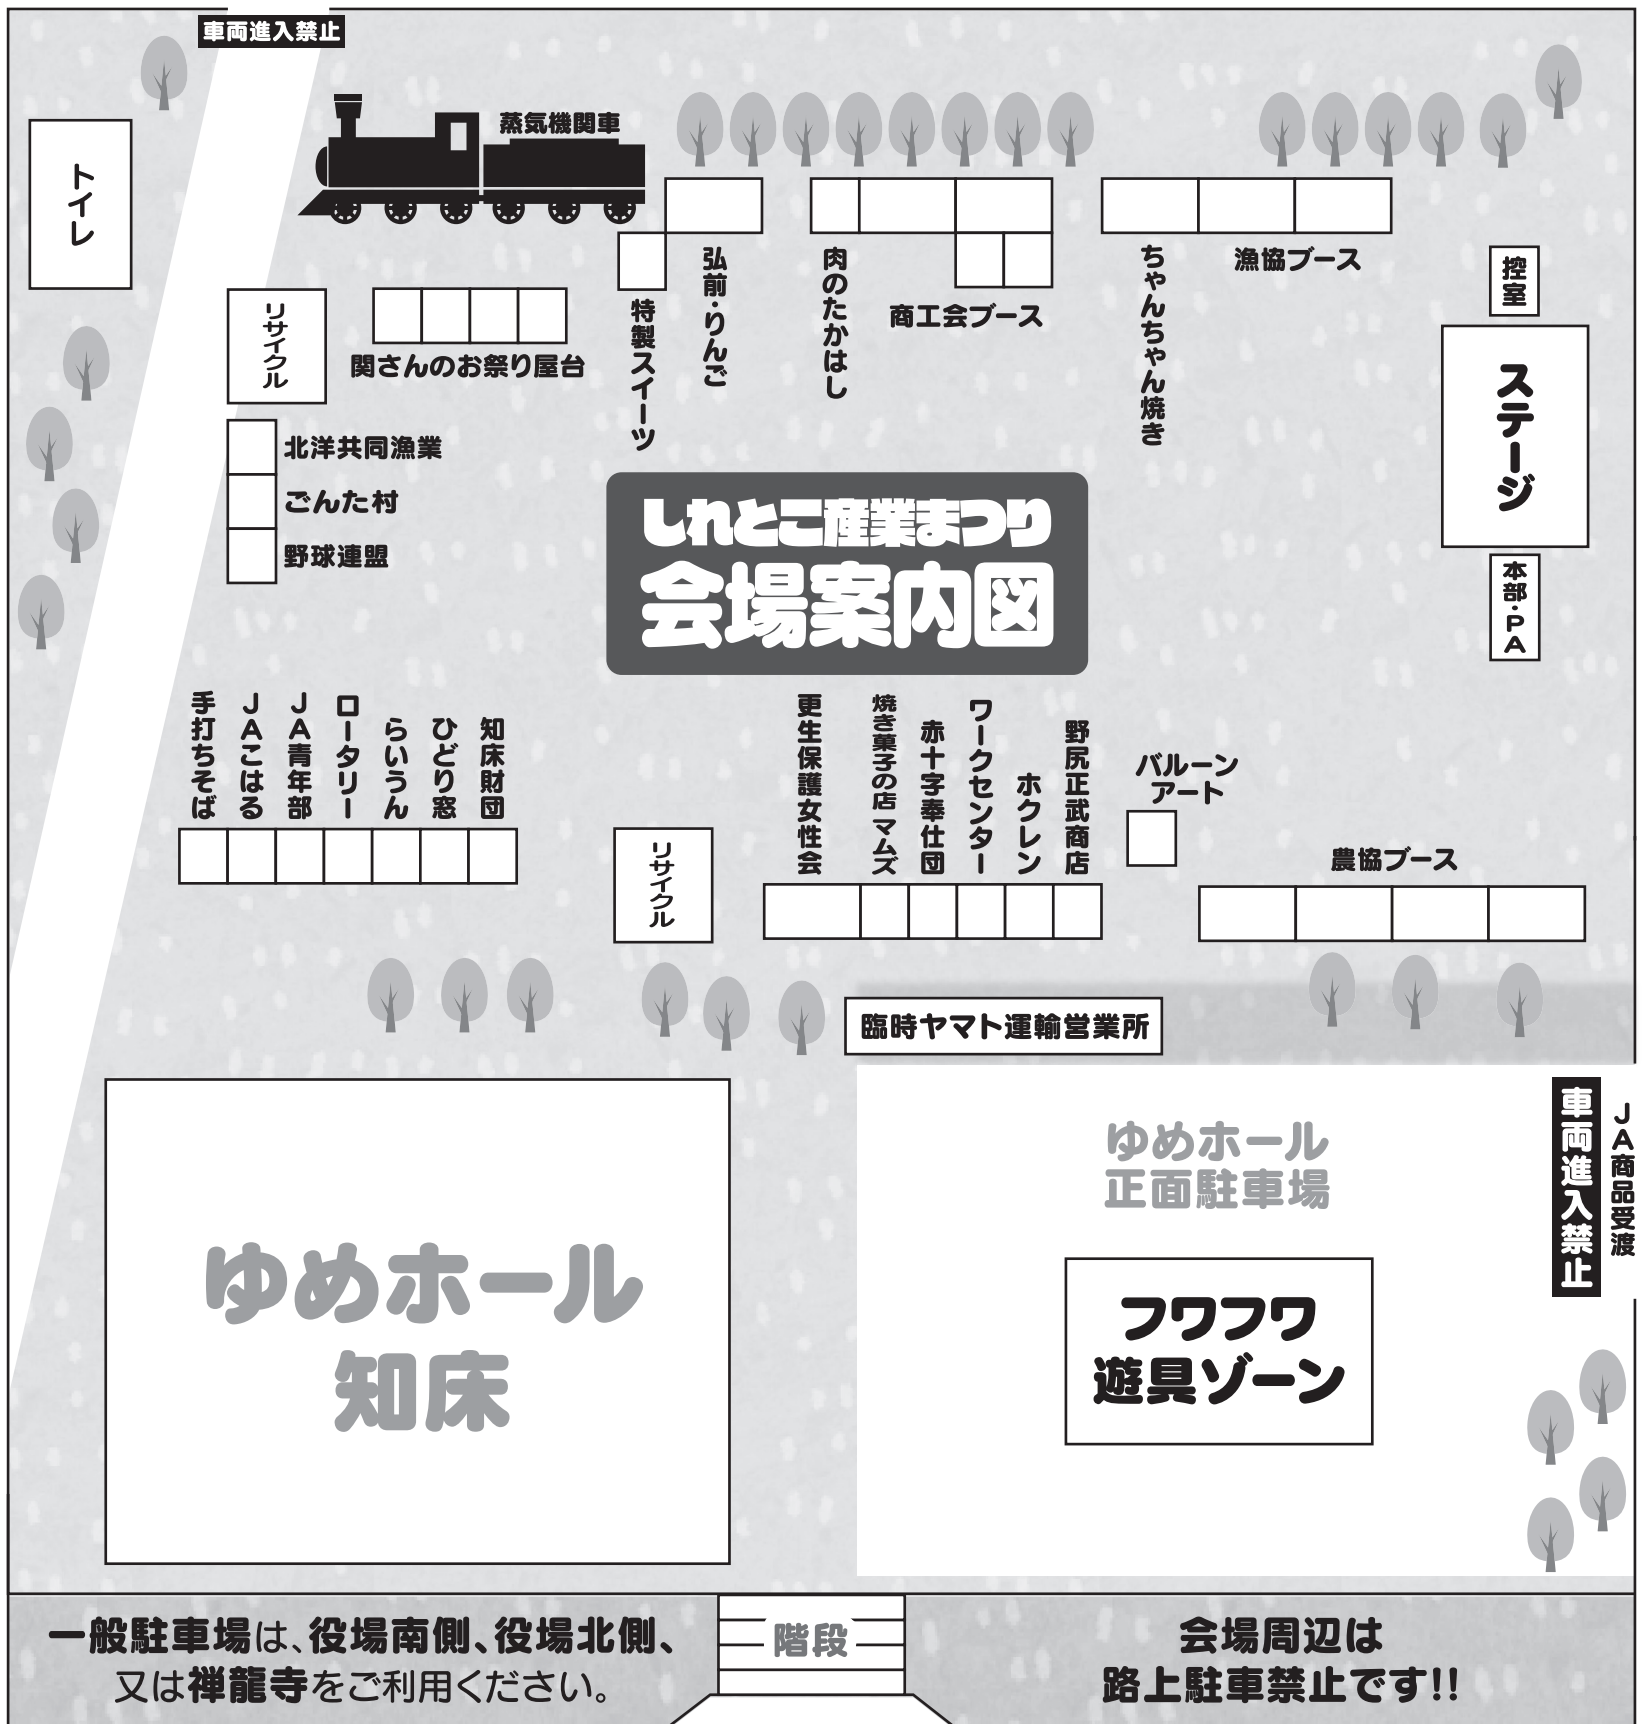 車両進入禁止
トイレ
蒸気機関車
リサイクル
関さんのお祭り屋台
特製スイーツ
弘前・りんご
肉のたかはし
商工会ブース
ちゃんちゃん焼き
漁協ブース
控室
ステージ
本部・PA
北洋共同漁業
ごんた村
野球連盟
しれとこ産業まつり
会場案内図
手打ちそば
JAこはる
JA青年部
ロータリー
らいうん
ひどり窓
知床財団
リサイクル
更生保護女性会
焼き菓子の店 マムズ
赤十字奉仕団
ワークセンター
ホクレン
野尻正武商店
バルーン
アート
農協ブース
臨時ヤマト運輸営業所
ゆめホール
知床
ゆめホール
正面駐車場
フワフワ
遊具ゾーン
車両進入禁止
JA商品受渡
一般駐車場は、役場南側、役場北側、
又は禅龍寺をご利用ください。
階段
会場周辺は
路上駐車禁止です!!